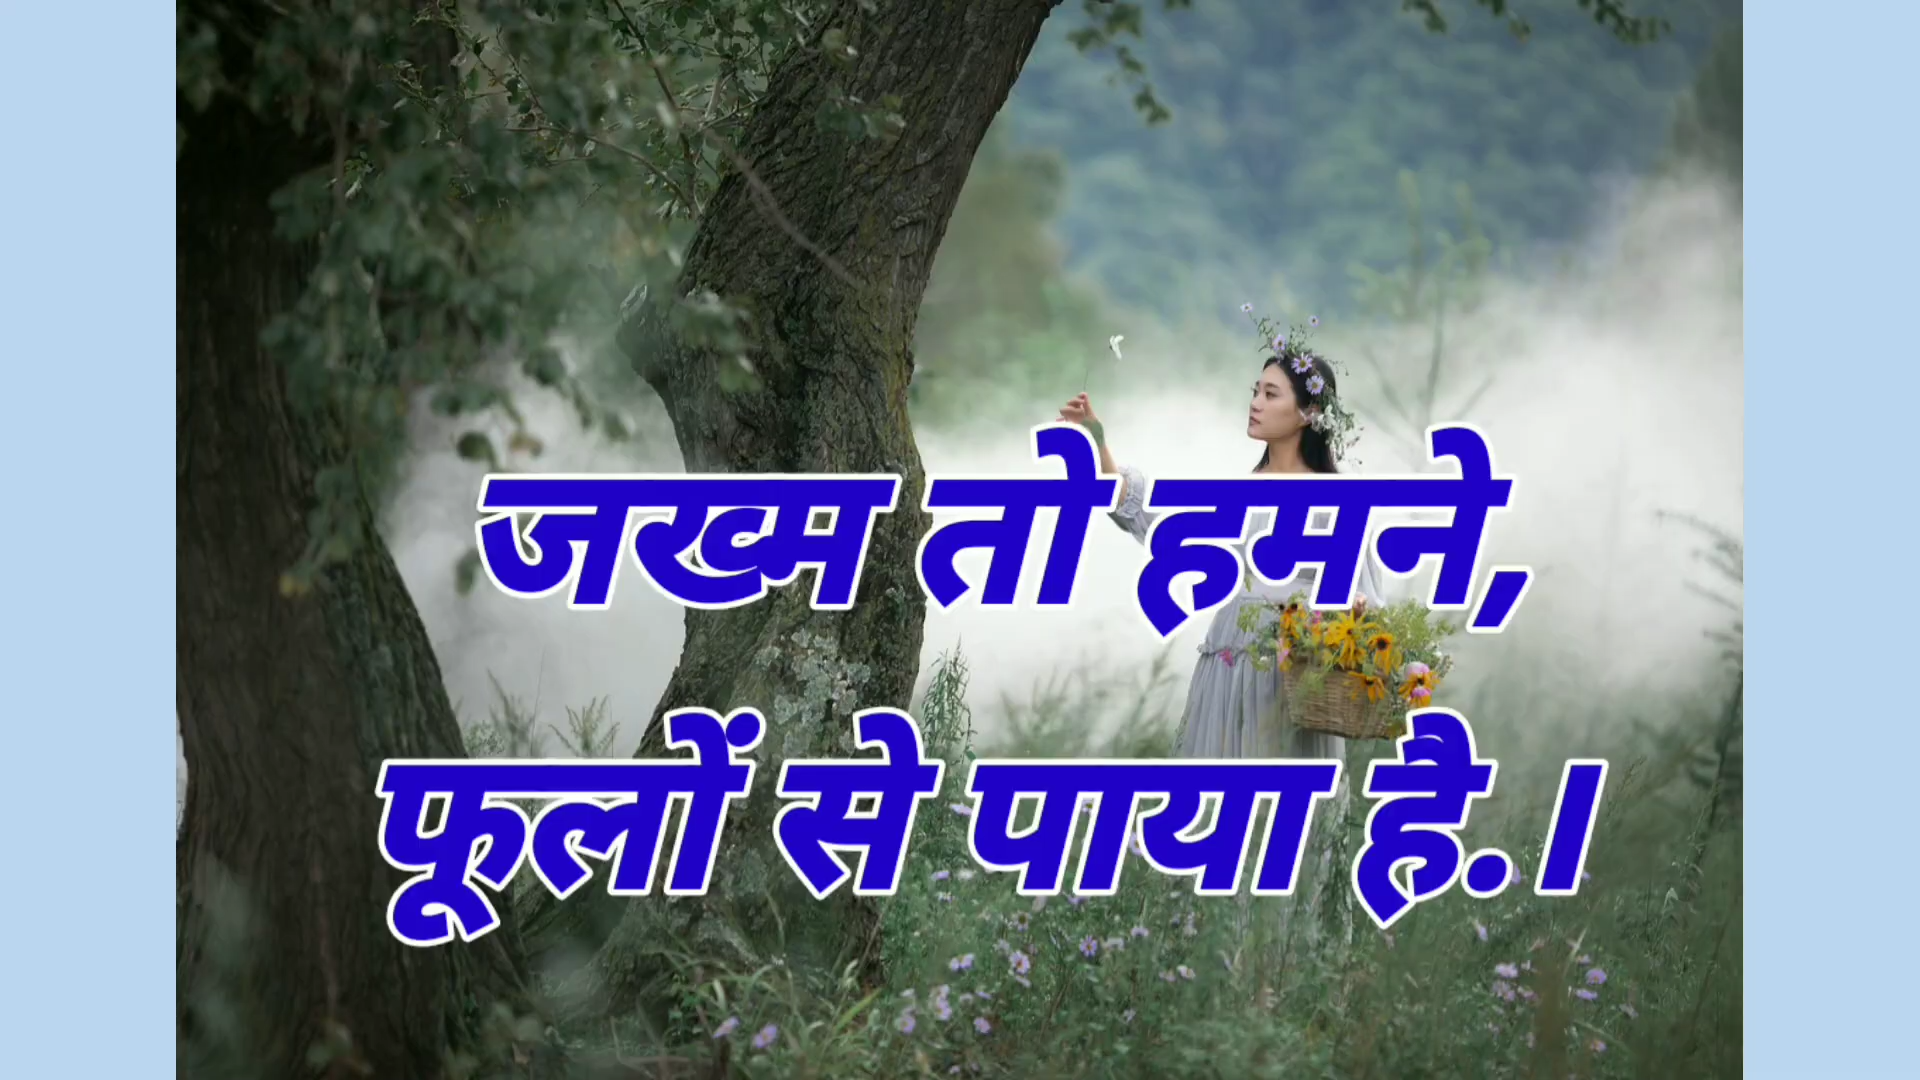 जख्म तो हमने,
फूलों से पाया है.।